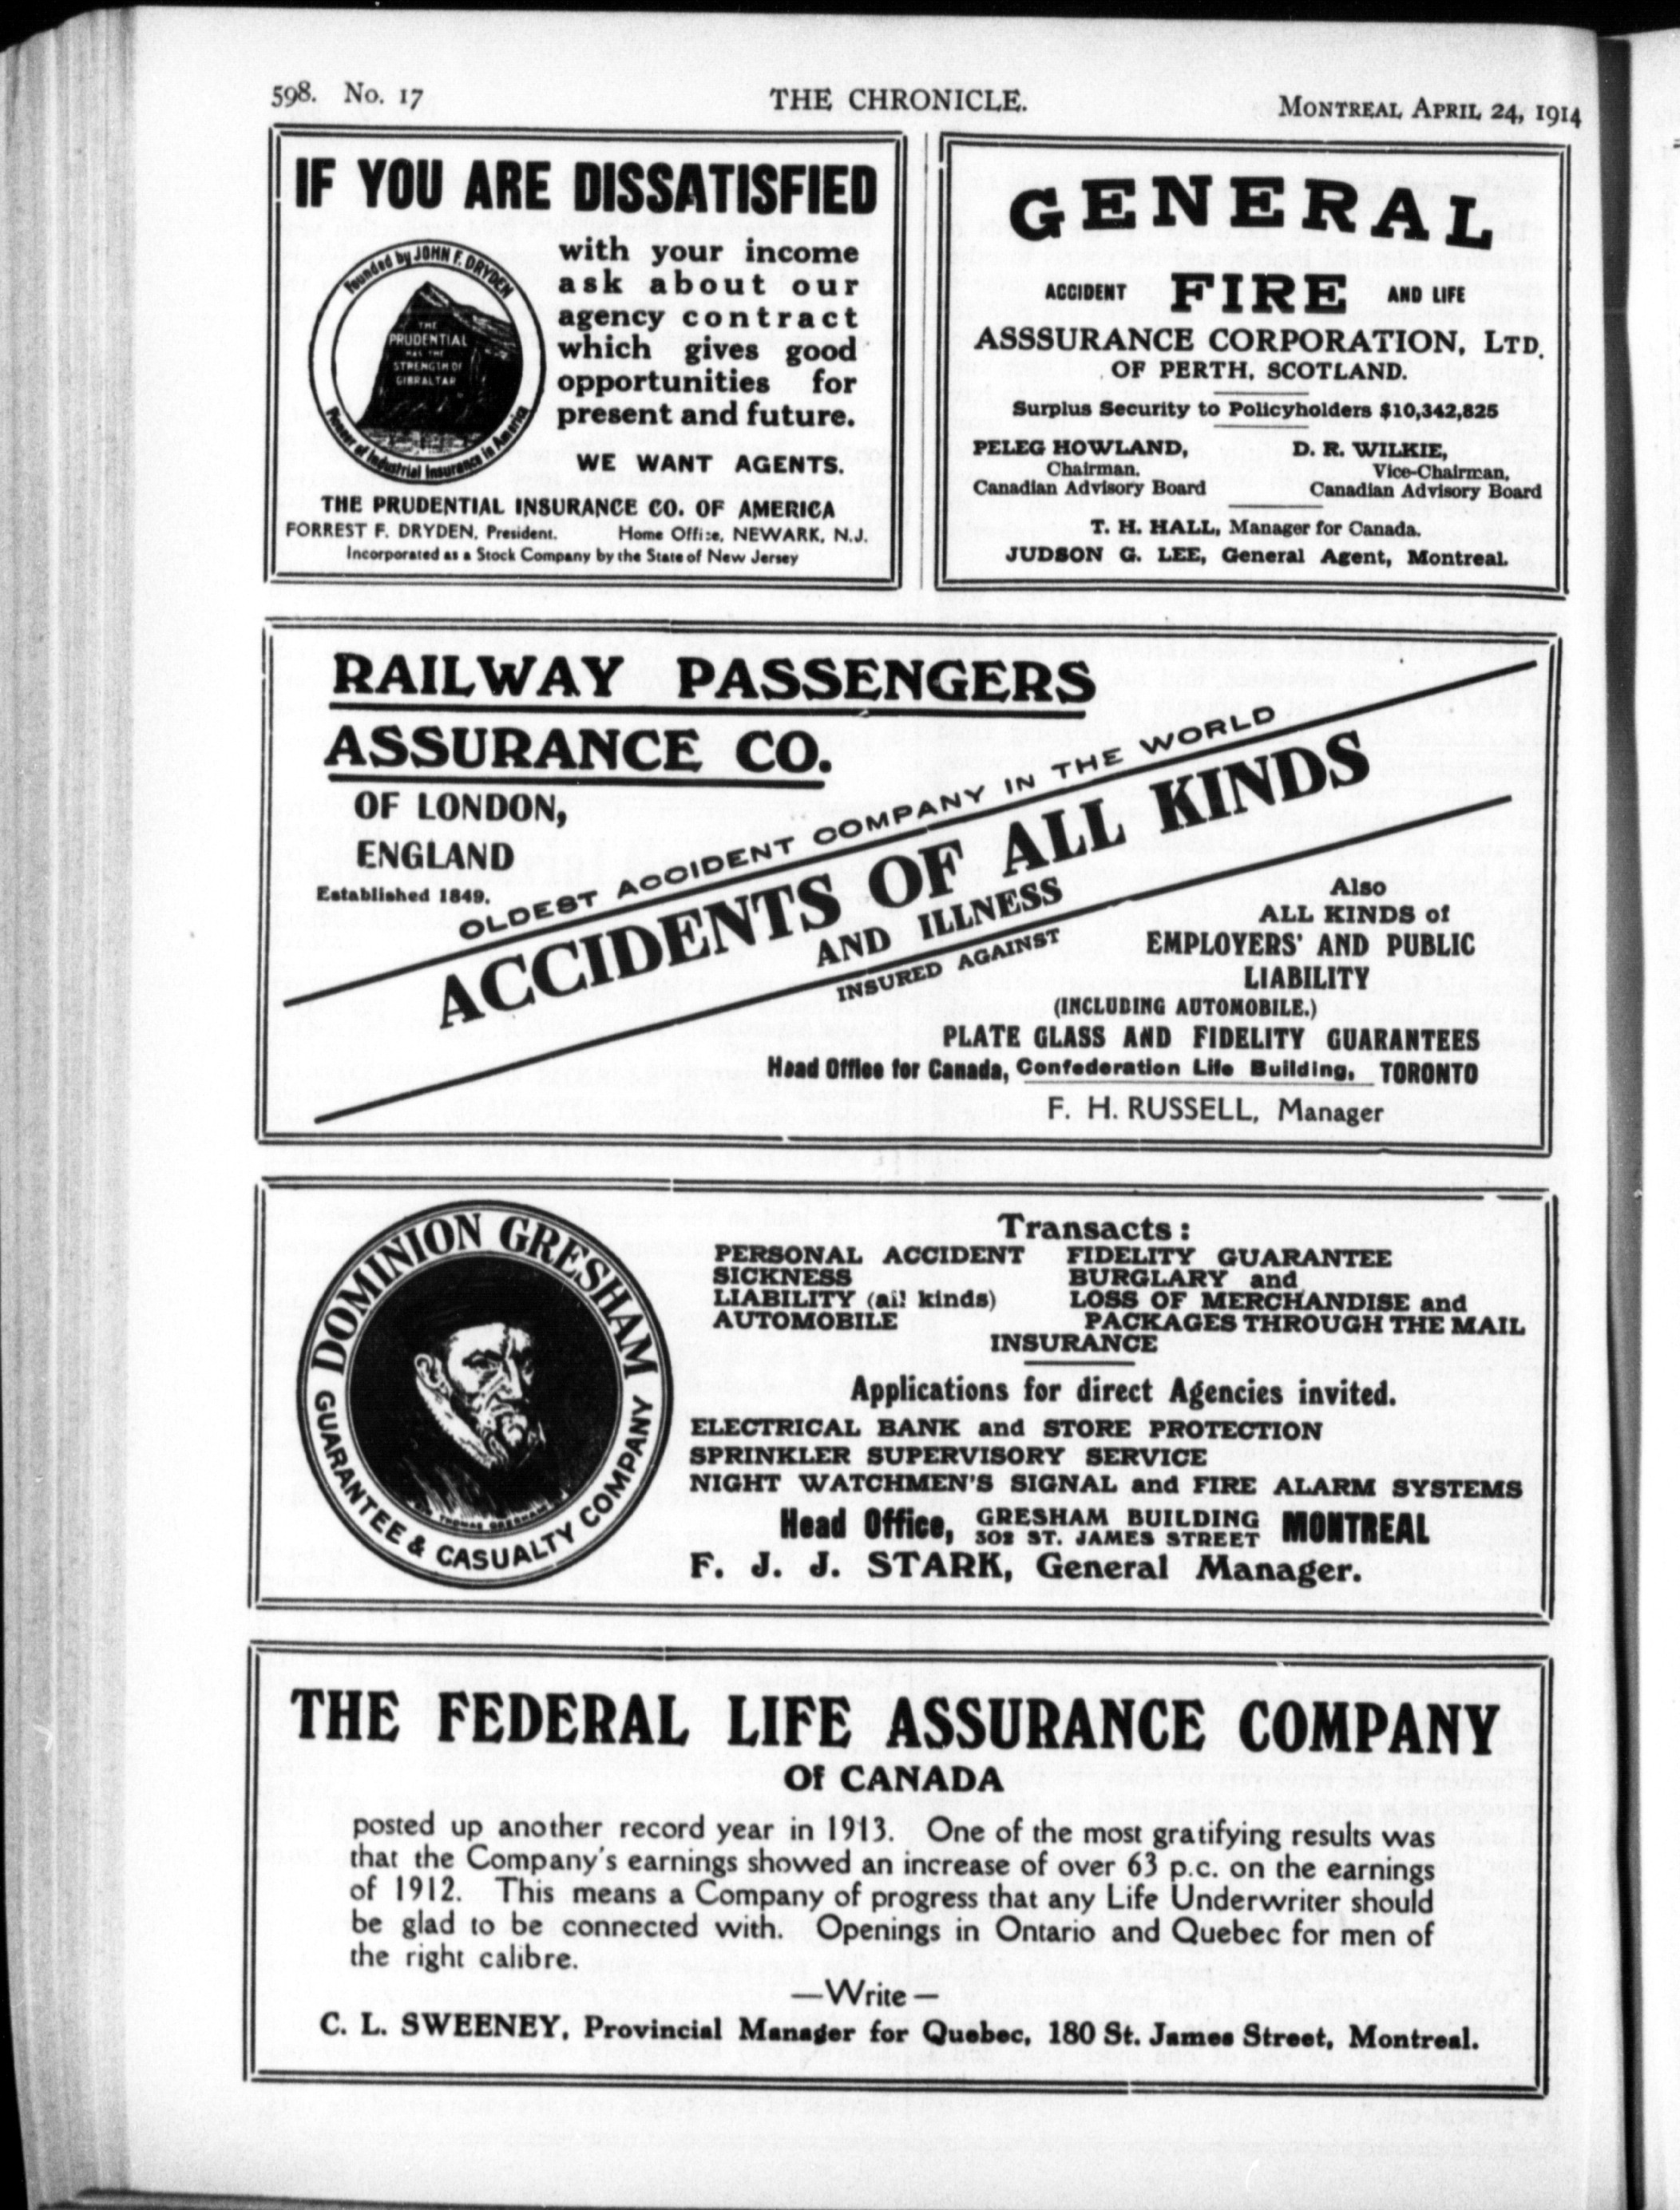 598. No. 17 THE CHRONICLE. MONTREAL APRIL 24, 1914
IF YOU ARE DISSATISFIED
Founded by JOHN F. DRYDEN
THE
PRUDENTIAL
HAS THE
STRENGTH OF
GIBRALTAR
Pioneer of Industrial Insurance in America
with your income
ask about our
agency contract
which gives good
opportunities for
present and future.
WE WANT AGENTS.
THE PRUDENTIAL INSURANCE CO. OF AMERICA
FORREST F. DRYDEN, President. Home Office, NEWARK, N.J.
Incorporated as a Stock Company by the State of New Jersey
GENERAL
ACCIDENT FIRE AND LIFE
ASSSURANCE CORPORATION, LTD.
OF PERTH, SCOTLAND.
Surplus Security to Policyholders $10,342,825
PELEG HOWLAND,
Chairman.
Canadian Advisory Board
D. R. WILKIE,
Vice-Chairman,
Canadian Advisory Board
T. H. HALL, Manager for Canada.
JUDSON G. LEE, General Agent, Montreal.
RAILWAY PASSENGERS
ASSURANCE CO.
OF LONDON,
ENGLAND
Established 1849.
OLDEST ACCIDENT COMPANY IN THE WORLD
ACCIDENTS OF ALL KINDS
AND ILLNESS
INSURED AGAINST
Also
ALL KINDS of
EMPLOYERS' AND PUBLIC
LIABILITY
(INCLUDING AUTOMOBILE.)
PLATE GLASS AND FIDELITY GUARANTEES
Head Office for Canada, Confederation Life Building, TORONTO
F. H. RUSSELL, Manager
DOMINION GRESHAM
GUARANTEE & CASUALTY COMPANY
THOMAS GRESHAM
Transacts:
PERSONAL ACCIDENT FIDELITY GUARANTEE
SICKNESS BURGLARY and
LIABILITY (all kinds) LOSS OF MERCHANDISE and
AUTOMOBILE PACKAGES THROUGH THE MAIL
INSURANCE
Applications for direct Agencies invited.
ELECTRICAL BANK and STORE PROTECTION
SPRINKLER SUPERVISORY SERVICE
NIGHT WATCHMEN'S SIGNAL and FIRE ALARM SYSTEMS
Head Office, GRESHAM BUILDING
302 ST. JAMES STREET MONTREAL
F. J. J. STARK, General Manager.
THE FEDERAL LIFE ASSURANCE COMPANY
Of CANADA
posted up another record year in 1913. One of the most gratifying results was
that the Company's earnings showed an increase of over 63 p.c. on the earnings
of 1912. This means a Company of progress that any Life Underwriter should
be glad to be connected with. Openings in Ontario and Quebec for men of
the right calibre.
—Write—
C. L. SWEENEY, Provincial Manager for Quebec, 180 St. James Street, Montreal.